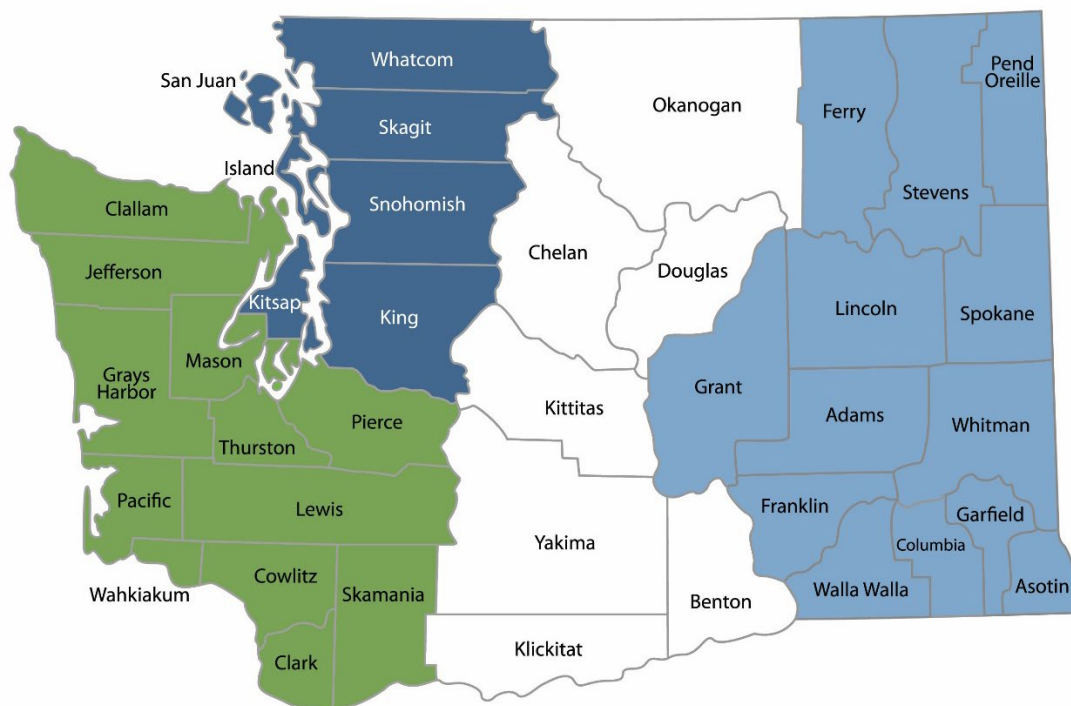 Whatcom
San Juan
Okanogan
Pend
Oreille
Ferry
Skagit
Island
Stevens
Snohomish
Clallam
Chelan
Douglas
Jefferson
Kitsap
King
Lincoln
Spokane
Mason
Grays
Harbor
Grant
Kittitas
Pierce
Adams
Whitman
Thurston
Pacific
Lewis
Franklin
Garfield
Yakima
Columbia
Cowlitz
Wahkiakum
Skamania
Walla Walla
Asotin
Benton
Klickitat
Clark